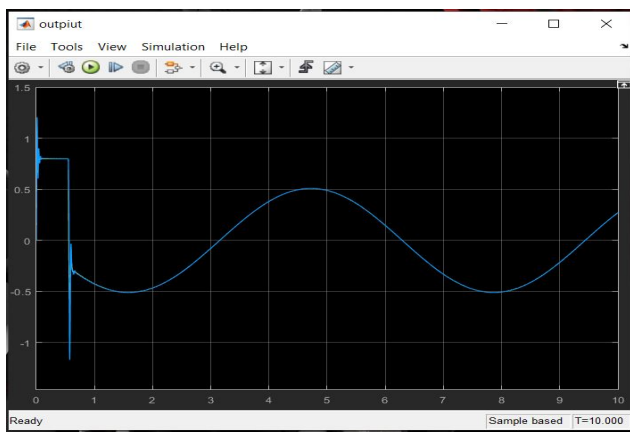 outpiut
File Tools View Simulation Help
1.5
1
0.5
0
-0.5
-1
0 1 2 3 4 5 6 7 8 9 10
Ready Sample based T=10.000